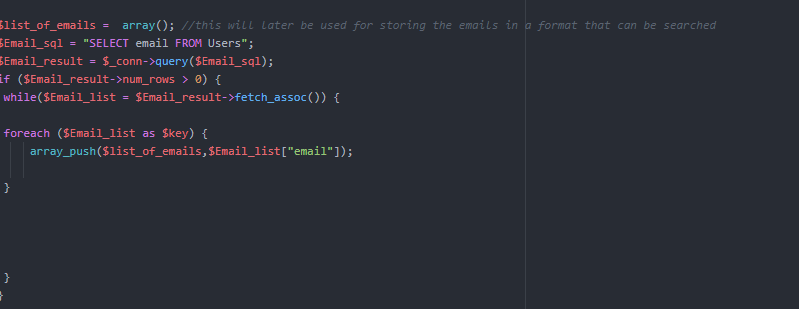 $list_of_emails =  array(); //this will later be used for storing the emails in a format that can be searched
$Email_sql = "SELECT email FROM Users";
$Email_result = $_conn->query($Email_sql);
if ($Email_result->num_rows > 0) {
while($Email_list = $Email_result->fetch_assoc()) {
foreach ($Email_list as $key) {
array_push($list_of_emails,$Email_list["email"]);
}
}
}